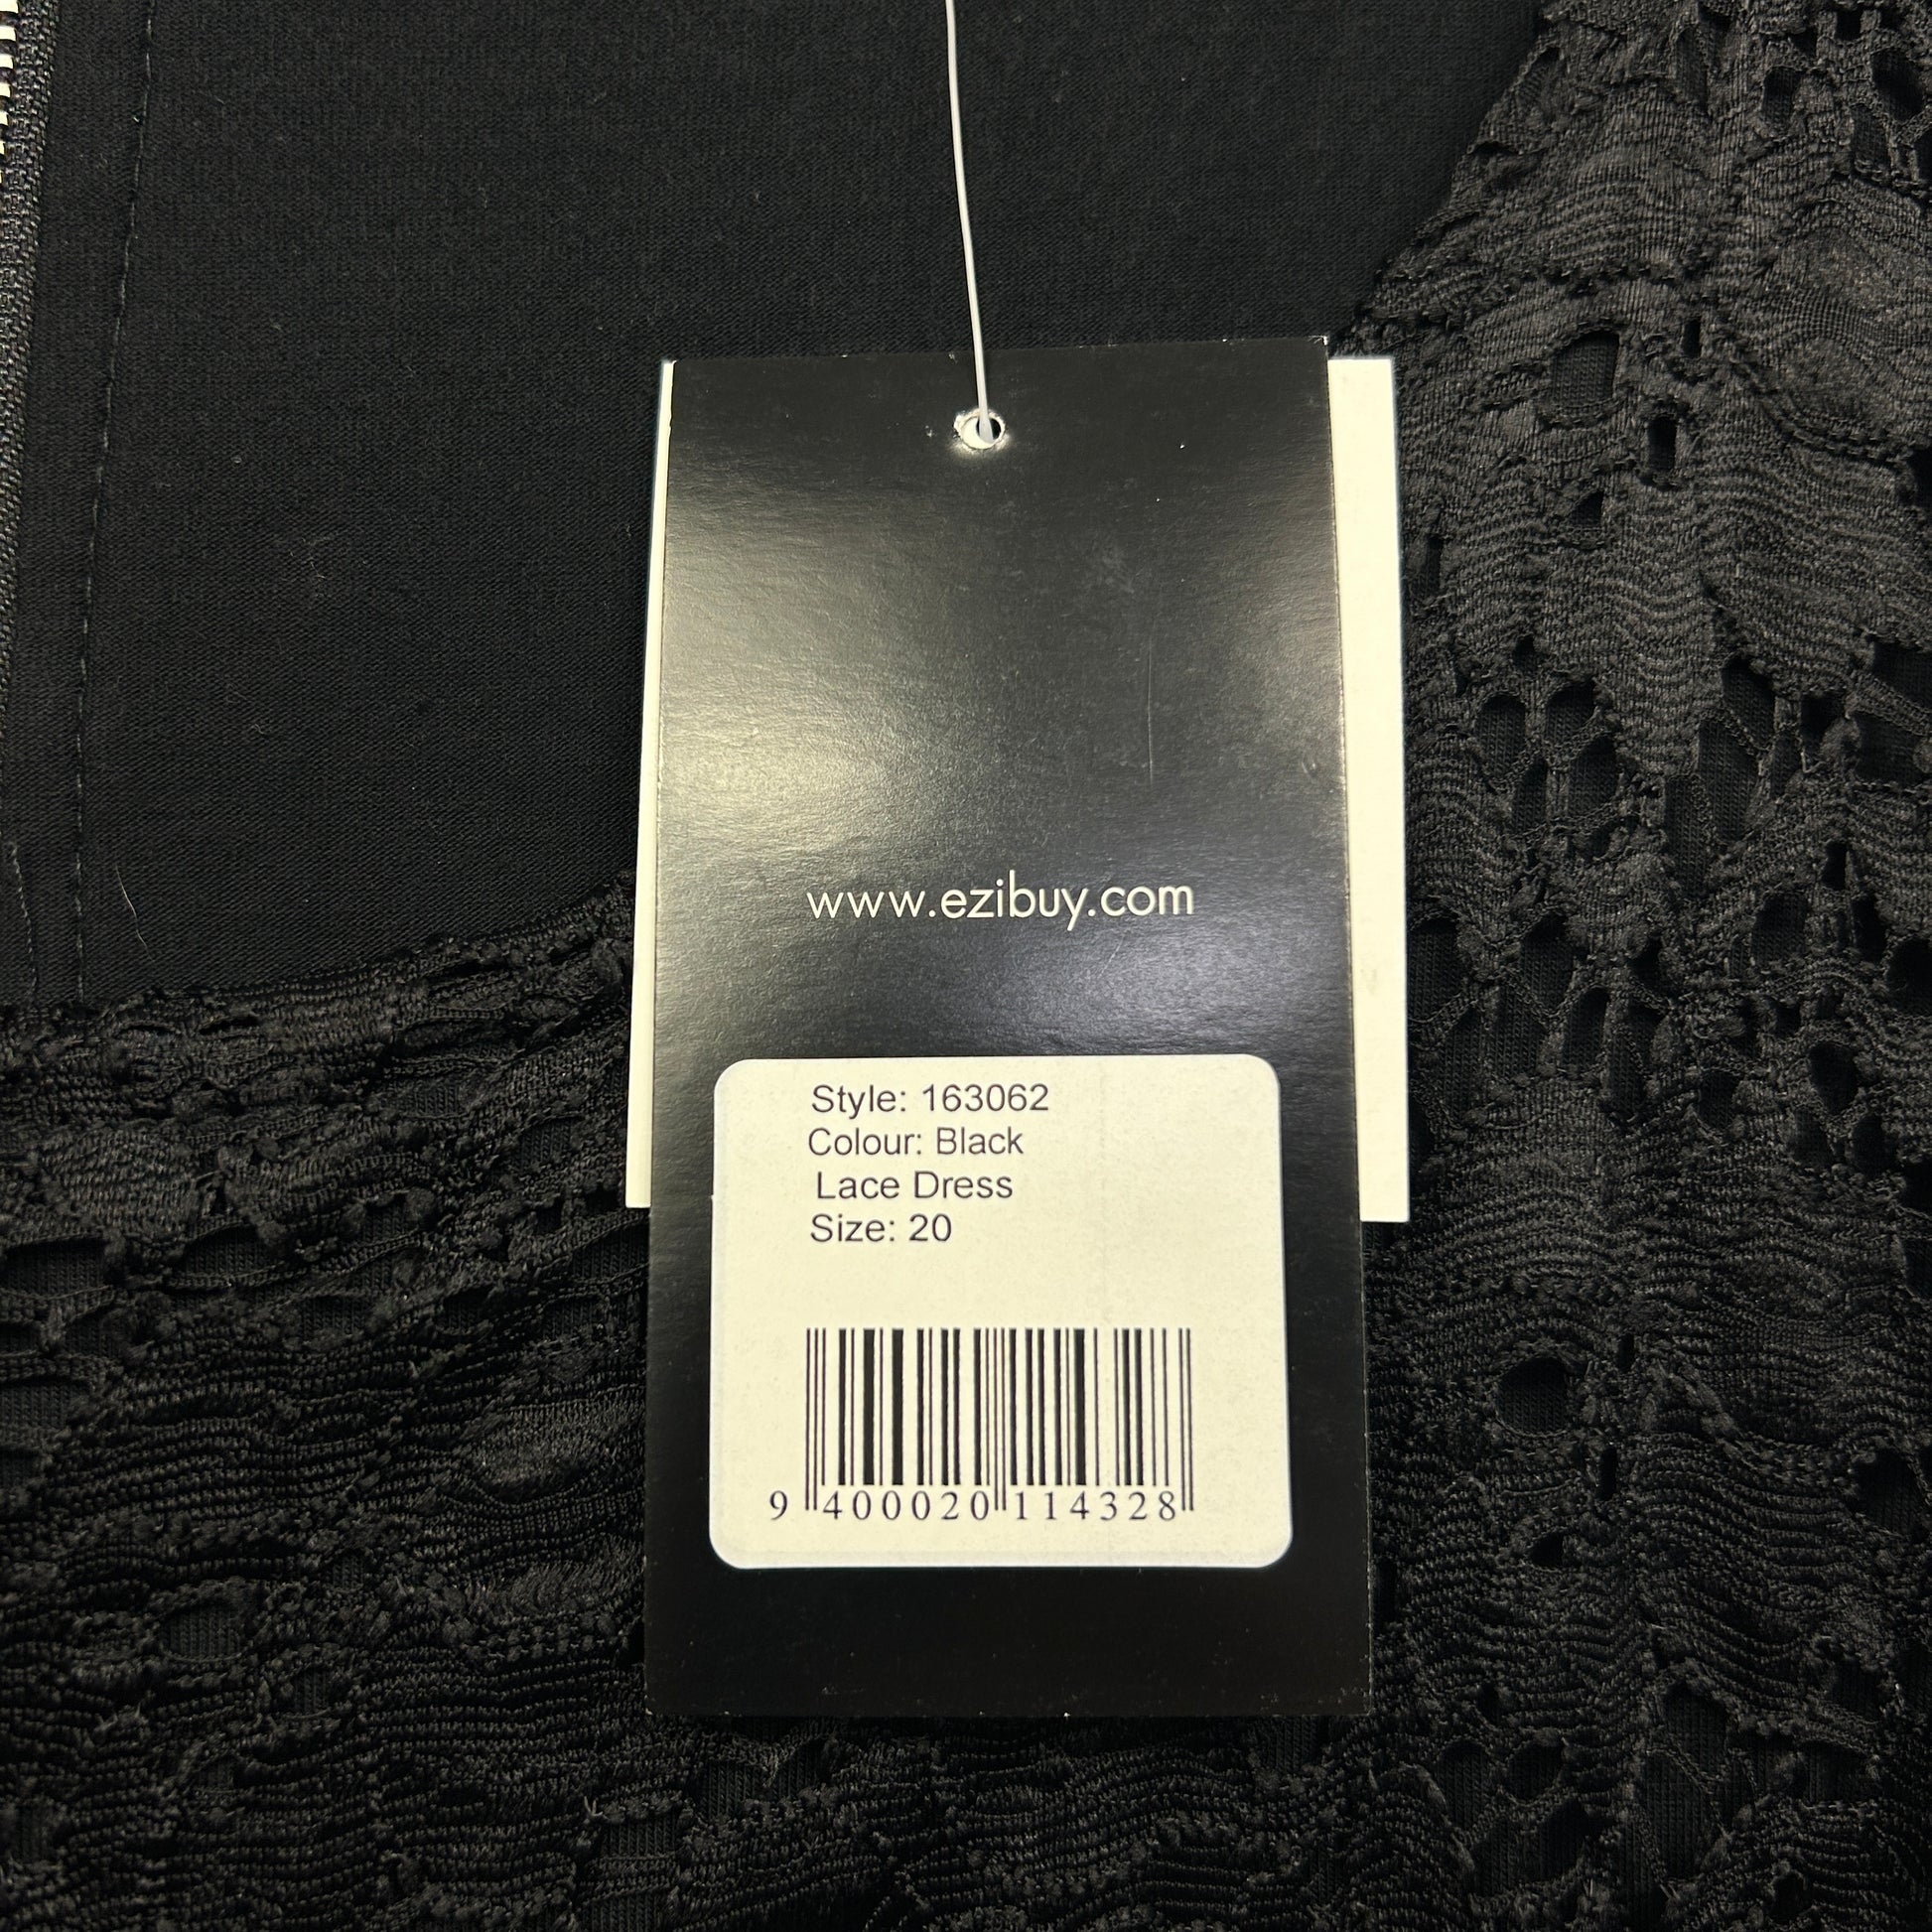 www.ezibuy.com
Style: 163062
Colour: Black
Lace Dress
Size: 20
9 400020 114328